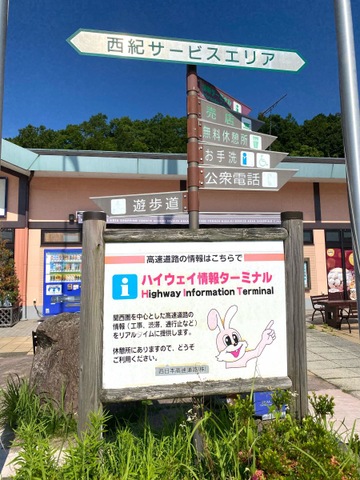 西紀サービスエリア
売店
無料休憩所
お手洗
公衆電話
遊歩道
高速道路の情報はこちらで
ハイウェイ情報ターミナル
Highway Information Terminal
関西圏を中心とした高速道路の
情報（工事、渋滞、通行止など）
をリアルタイムに提供します。
休憩所にありますので、どうぞ
ご利用ください。
西日本高速道路㈱